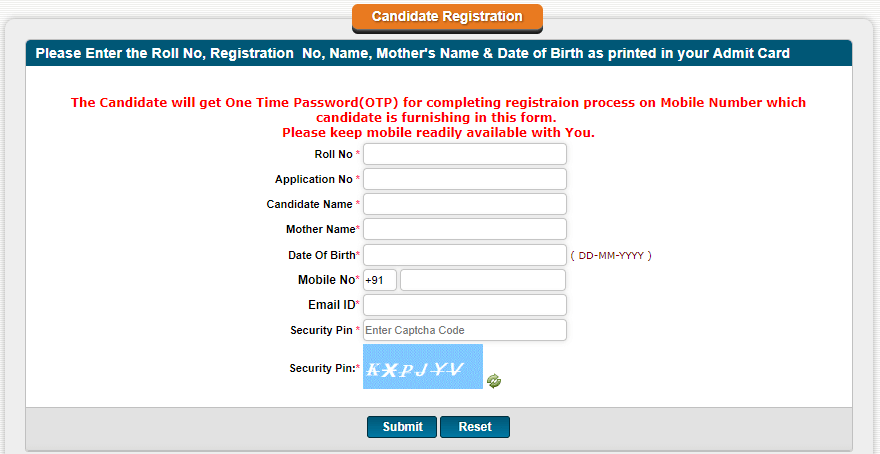 Candidate Registration
Please Enter the Roll No, Registration  No, Name, Mother's Name & Date of Birth as printed in your Admit Card
The Candidate will get One Time Password(OTP) for completing registraion process on Mobile Number which
candidate is furnishing in this form.
Please keep mobile readily available with You.
Roll No *
Application No *
Candidate Name *
Mother Name*
Date Of Birth* ( DD-MM-YYYY )
Mobile No* +91
Email ID*
Security Pin * Enter Captcha Code
Security Pin:* KXPJYV
Submit Reset